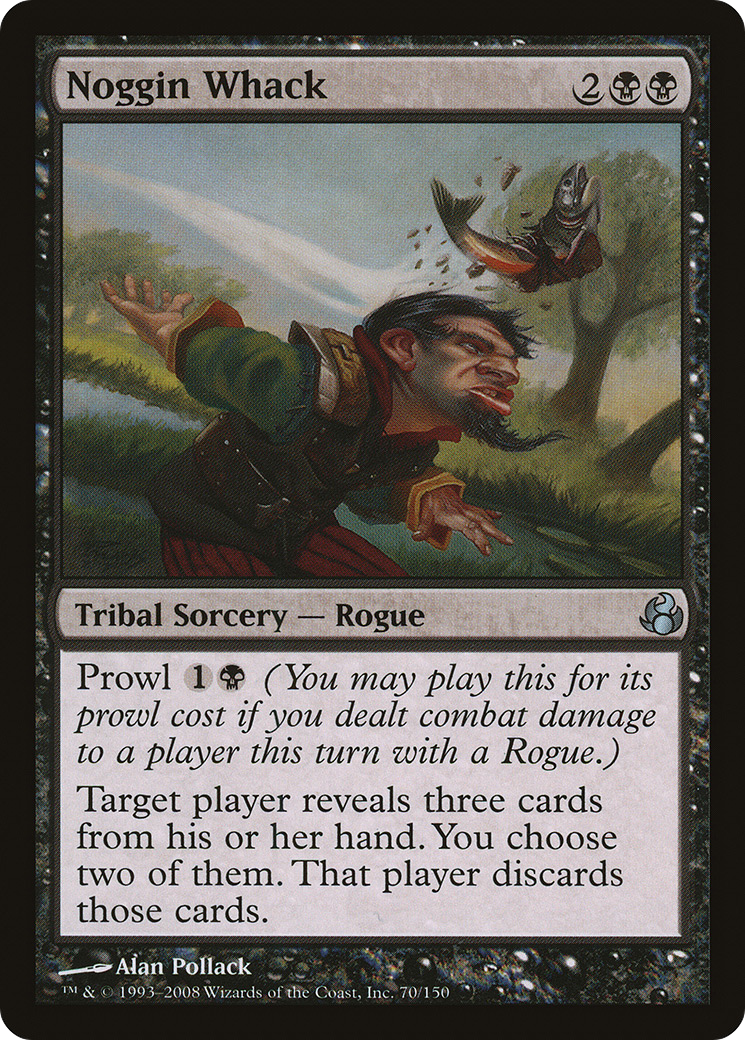 Noggin Whack 2
Tribal Sorcery — Rogue
Prowl 1 (You may play this for its
prowl cost if you dealt combat damage
to a player this turn with a Rogue.)
Target player reveals three cards
from his or her hand. You choose
two of them. That player discards
those cards.
Alan Pollack
™ & © 1993–2008 Wizards of the Coast, Inc. 70/150